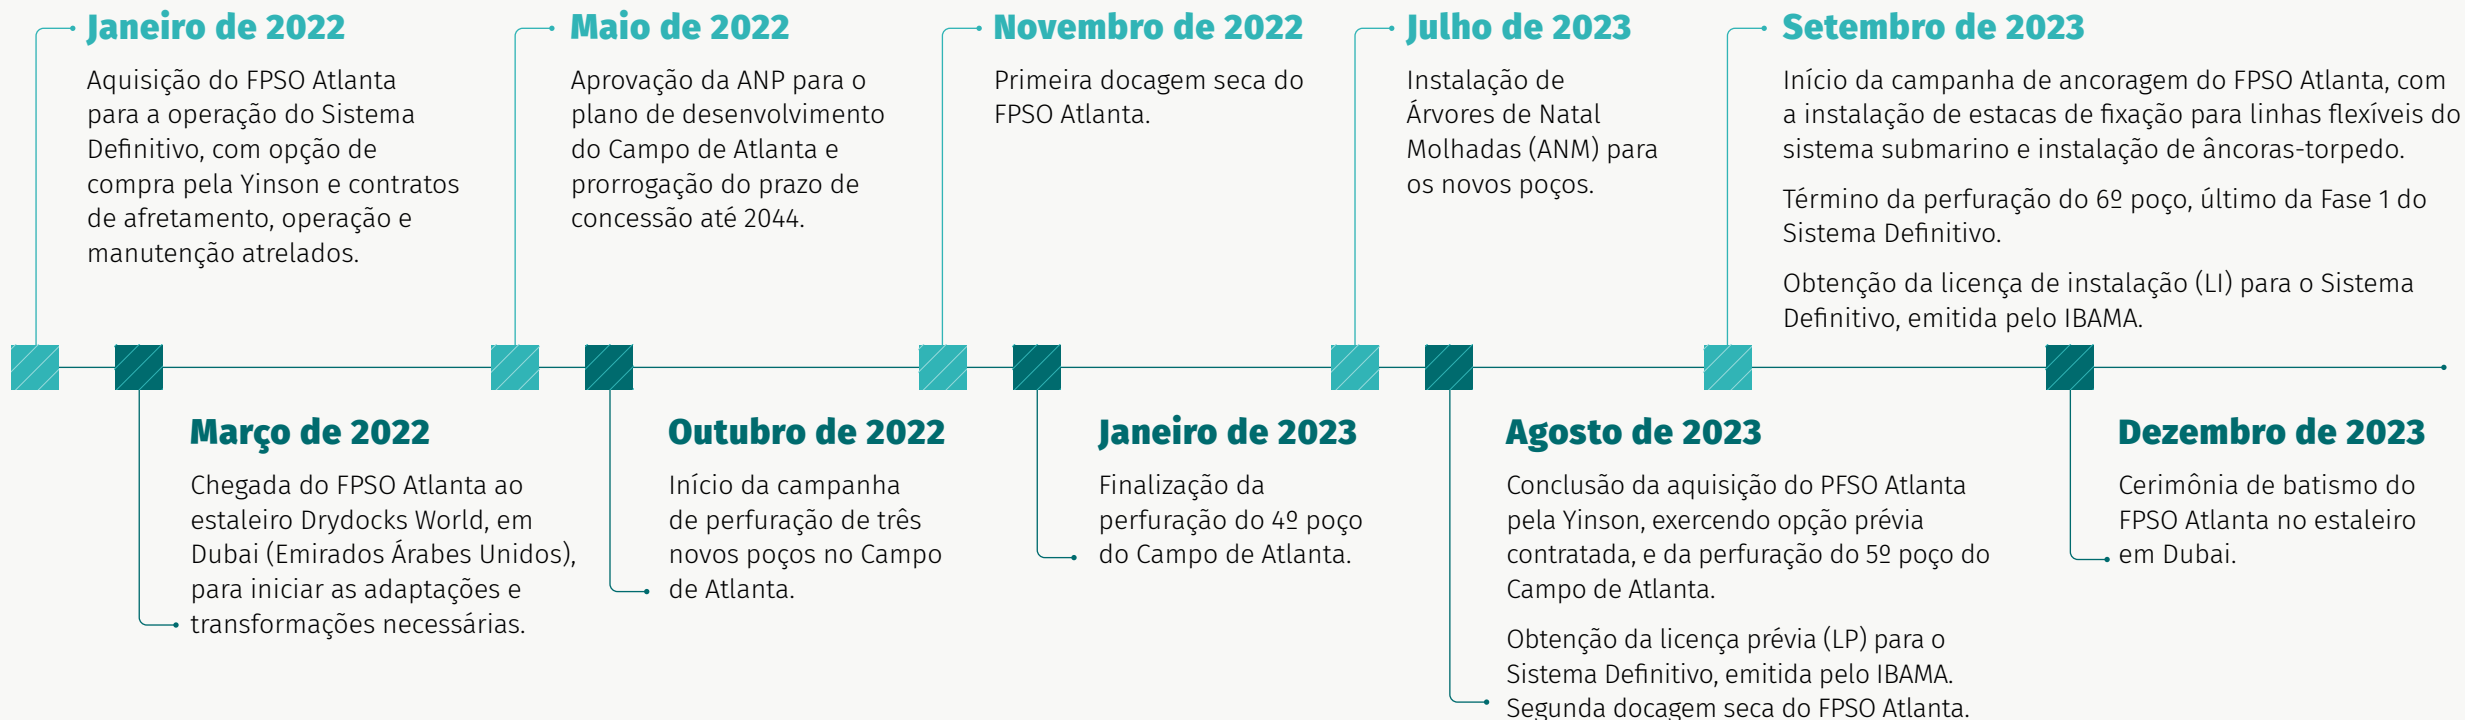 Janeiro de 2022
Aquisição do FPSO Atlanta
para a operação do Sistema
Definitivo, com opção de
compra pela Yinson e contratos
de afretamento, operação e
manutenção atrelados.
Março de 2022
Chegada do FPSO Atlanta ao
estaleiro Drydocks World, em
Dubai (Emirados Árabes Unidos),
para iniciar as adaptações e
transformações necessárias.
Maio de 2022
Aprovação da ANP para o
plano de desenvolvimento
do Campo de Atlanta e
prorrogação do prazo de
concessão até 2044.
Outubro de 2022
Início da campanha
de perfuração de três
novos poços no Campo
de Atlanta.
Novembro de 2022
Primeira docagem seca do
FPSO Atlanta.
Janeiro de 2023
Finalização da
perfuração do 4º poço
do Campo de Atlanta.
Julho de 2023
Instalação de
Árvores de Natal
Molhadas (ANM) para
os novos poços.
Agosto de 2023
Conclusão da aquisição do PFSO Atlanta
pela Yinson, exercendo opção prévia
contratada, e da perfuração do 5º poço do
Campo de Atlanta.
Obtenção da licença prévia (LP) para o
Sistema Definitivo, emitida pelo IBAMA.
Segunda docagem seca do FPSO Atlanta.
Setembro de 2023
Início da campanha de ancoragem do FPSO Atlanta, com
a instalação de estacas de fixação para linhas flexíveis do
sistema submarino e instalação de âncoras-torpedo.
Término da perfuração do 6º poço, último da Fase 1 do
Sistema Definitivo.
Obtenção da licença de instalação (LI) para o Sistema
Definitivo, emitida pelo IBAMA.
Dezembro de 2023
Cerimônia de batismo do
FPSO Atlanta no estaleiro
em Dubai.